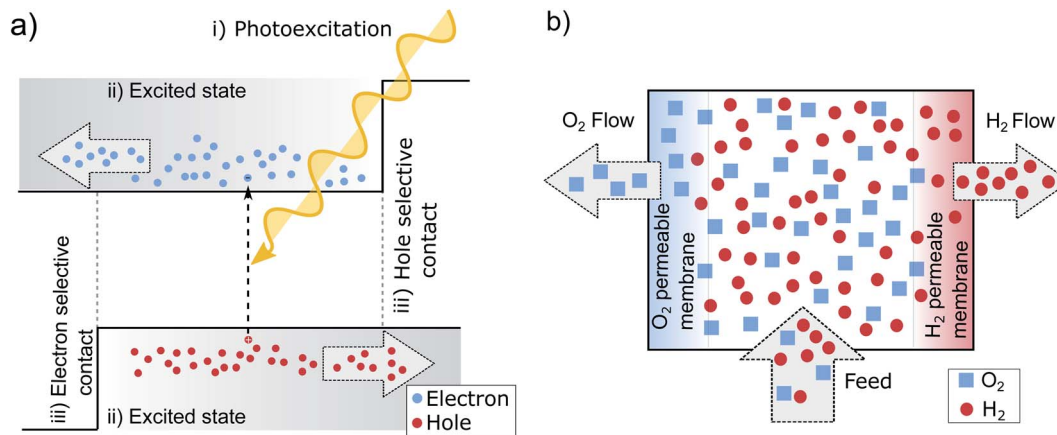 a)
i) Photoexcitation
ii) Excited state
iii) Hole selective
contact
iii) Electron selective
contact
ii) Excited state
Electron
Hole
b)
O₂ Flow
H₂ Flow
O₂ permeable
membrane
H₂ permeable
membrane
Feed
O₂
H₂